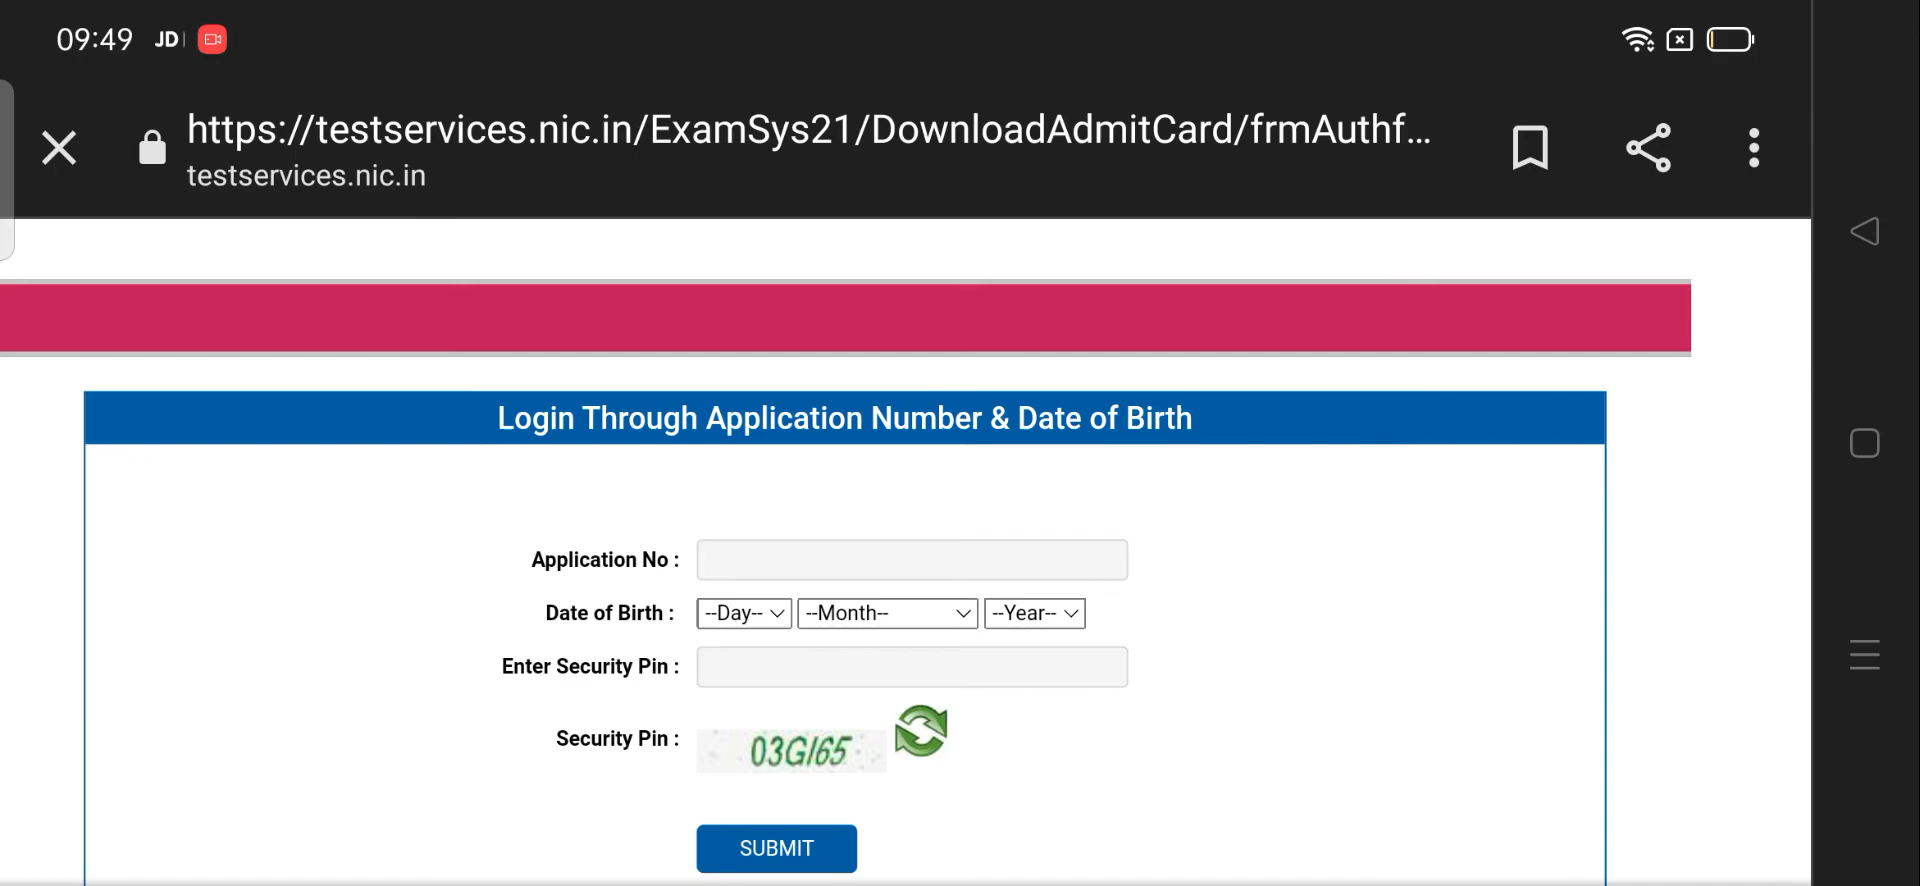 09:49 JD
https://testservices.nic.in/ExamSys21/DownloadAdmitCard/frmAuthf...
testservices.nic.in
Login Through Application Number & Date of Birth
Application No :
Date of Birth : --Day-- --Month-- --Year--
Enter Security Pin :
Security Pin : 03GI65
SUBMIT